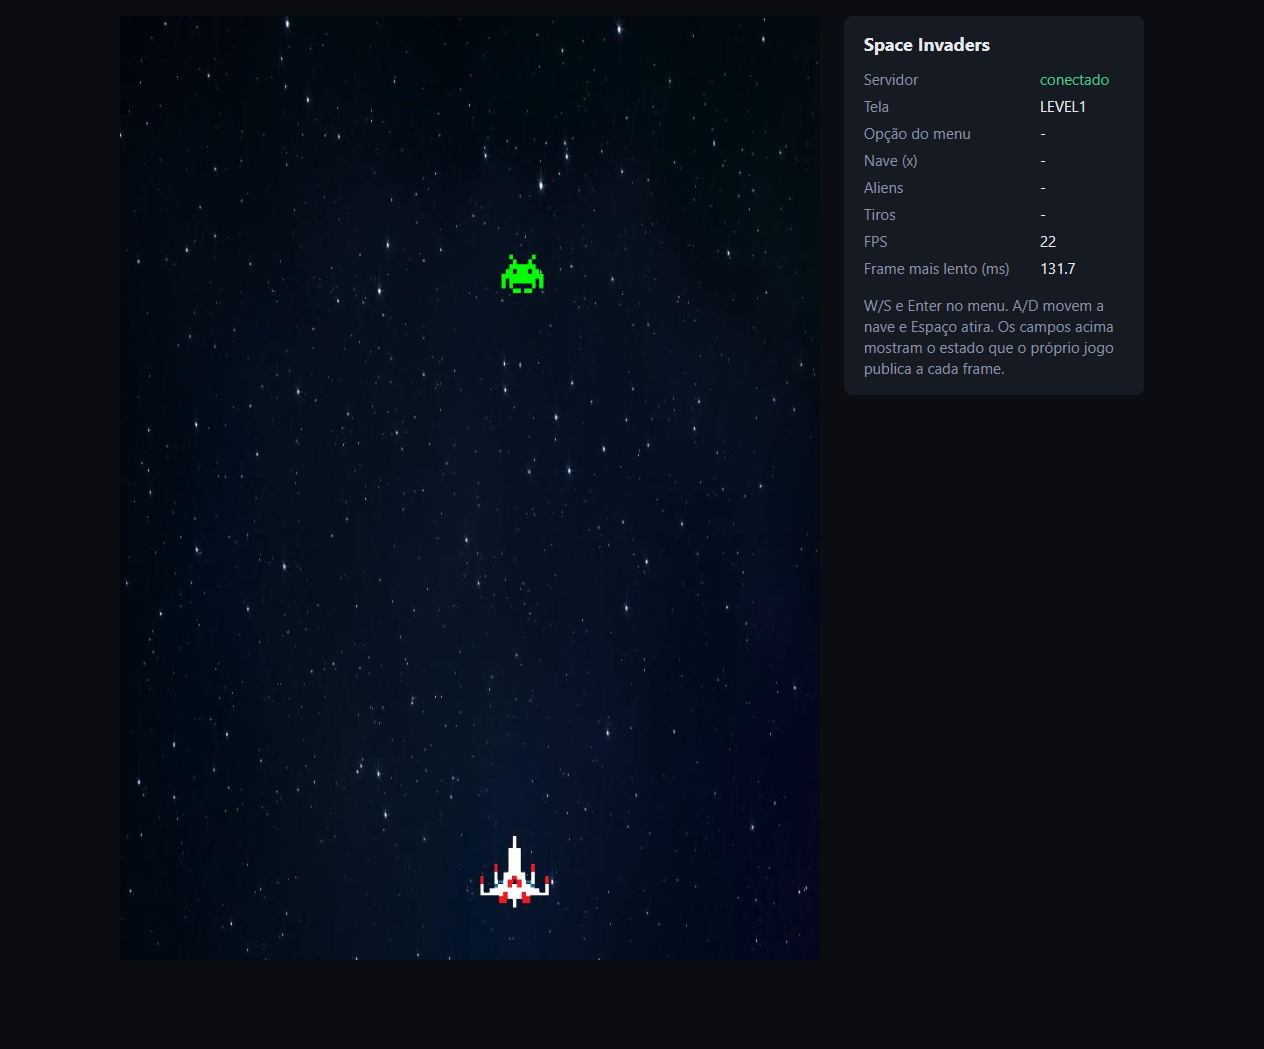 Space Invaders
Servidor conectado
Tela LEVEL1
Opção do menu -
Nave (x) -
Aliens -
Tiros -
FPS 22
Frame mais lento (ms) 131.7
W/S e Enter no menu. A/D movem a
nave e Espaço atira. Os campos acima
mostram o estado que o próprio jogo
publica a cada frame.